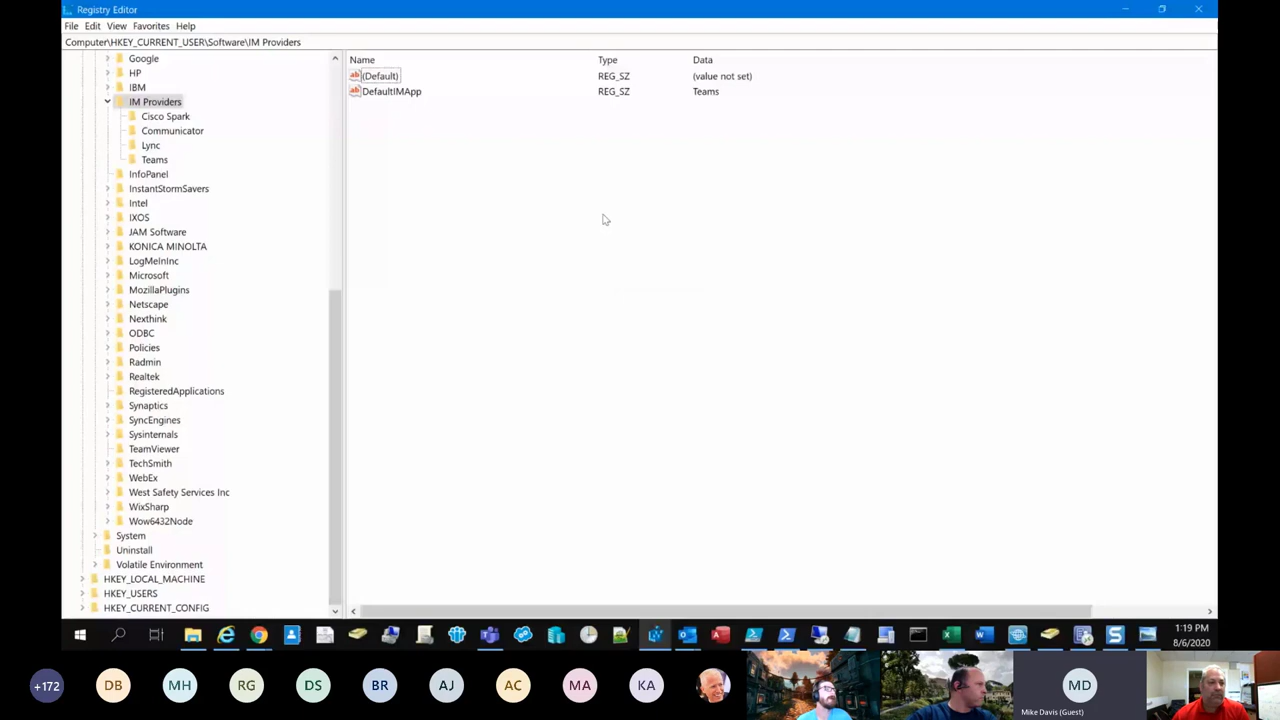 Registry Editor
File Edit View Favorites Help
Computer\HKEY_CURRENT_USER\Software\IM Providers
Google
HP
IBM
IM Providers
Cisco Spark
Communicator
Lync
Teams
InfoPanel
InstantStormSavers
Intel
IXOS
JAM Software
KONICA MINOLTA
LogMeInInc
Microsoft
MozillaPlugins
Netscape
Nexthink
ODBC
Policies
Radmin
Realtek
RegisteredApplications
Synaptics
SyncEngines
Sysinternals
TeamViewer
TechSmith
WebEx
West Safety Services Inc
WixSharp
Wow6432Node
System
Uninstall
Volatile Environment
HKEY_LOCAL_MACHINE
HKEY_USERS
HKEY_CURRENT_CONFIG
Name Type Data
(Default) REG_SZ (value not set)
DefaultIMApp REG_SZ Teams
1:19 PM
8/6/2020
+172 DB MH RG DS BR AJ AC MA KA MD
Mike Davis (Guest)